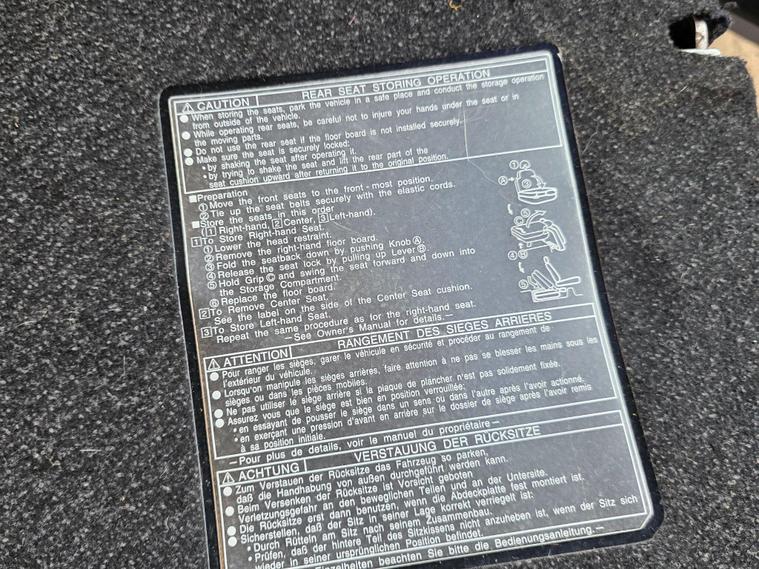 ⚠CAUTION REAR SEAT STORING OPERATION
● When storing the seats, park the vehicle in a safe place and conduct the storage operation
from outside of the vehicle.
● While operating rear seats, be careful not to injure your hands under the seat or in
the moving parts.
● Do not use the rear seat if the floor board is not installed securely.
● Make sure the seat is securely locked:
• by shaking the seat after operating it.
• by trying to shake the seat and lift the rear part of the
seat cushion upward after returning it to the original position.
■Preparation
①Move the front seats to the front-most position.
②Tie up the seat belts securely with the elastic cords.
■Store the seats in this order
(1 Right-hand, 2 Center, 3 Left-hand).
1 To Store Right-hand Seat.
①Lower the head restraint.
②Remove the right-hand floor board.
③Fold the seatback down by pushing Knob Ⓐ.
④Release the seat lock by pulling up Lever Ⓑ.
⑤Hold Grip Ⓒ and swing the seat forward and down into
the Storage Compartment.
⑥Replace the floor board.
2 To Remove Center Seat.
See the label on the side of the Center Seat cushion.
3 To Store Left-hand Seat.
Repeat the same procedure as for the right-hand seat.
—See Owner's Manual for details.—
⚠ATTENTION RANGEMENT DES SIEGES ARRIERES
● Pour ranger les sièges, garer le véhicule en sécurité et procéder au rangement de
l'extérieur du véhicule.
● Lorsqu'on manipule les sièges arrières, faire attention à ne pas se blesser les mains sous les
sièges ou dans les pièces mobiles.
● Ne pas utiliser le siège arrière si la plaque de plancher n'est pas solidement fixée.
● Assurez vous que le siège est bien en position verrouillée:
• en essayant de pousser le siège dans un sens ou dans l'autre après l'avoir actionné.
• en exerçant une pression d'avant en arrière sur le dossier de siège après l'avoir remis
à sa position initiale.
—Pour plus de details, voir le manuel du propriétaire—
⚠ACHTUNG VERSTAUUNG DER RÜCKSITZE
● Zum Verstauen der Rücksitze das Fahrzeug so parken,
daß die Handhabung von außen durchgeführt werden kann.
● Beim Versenken der Rücksitze ist Vorsicht geboten
Verletzungsgefahr an den beweglichen Teilen und an der Untersite.
● Die Rücksitze erst dann benutzen, wenn die Abdeckplatte fest montiert ist.
● Sicherstellen, daß der Sitz in seiner Lage korrekt verriegelt ist:
• Durch Rütteln am Sitz nach seinem Zusammenbau.
• Prüfen, daß der hintere Teil des Sitzkissens nicht anzuheben ist, wenn der Sitz sich
wieder in seiner ursprünglichen Position befindet.
Einzelheiten beachten Sie bitte die Bedienungsanleitung.—